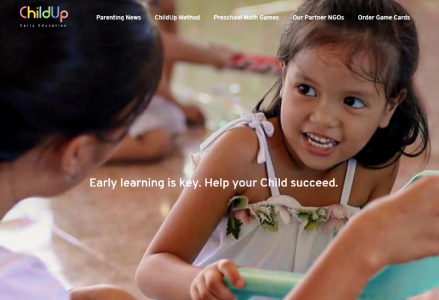 ChildUp
Early Education
Parenting News
ChildUp Method
Preschool Math Games
Our Partner NGOs
Order Game Cards
Early learning is key. Help your Child succeed.